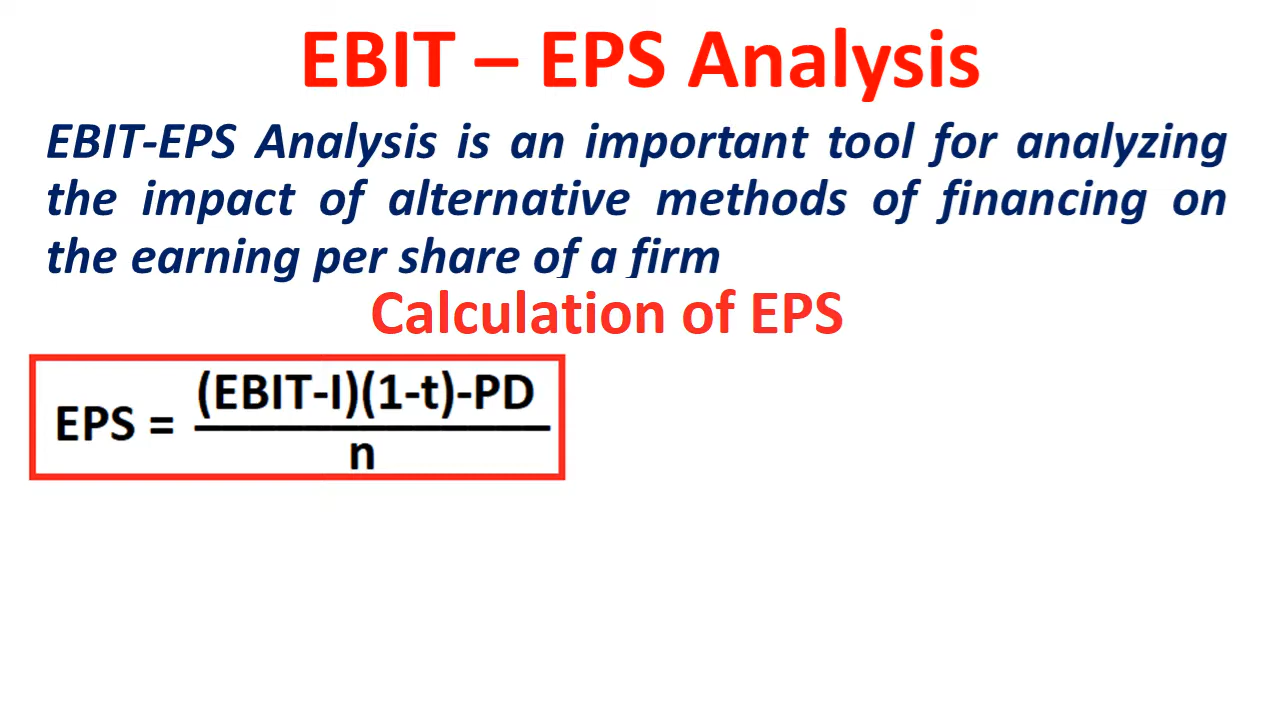 EBIT – EPS Analysis
EBIT-EPS Analysis is an important tool for analyzing
the impact of alternative methods of financing on
the earning per share of a firm
Calculation of EPS
(EBIT-I)(1-t)-PD
EPS =
n